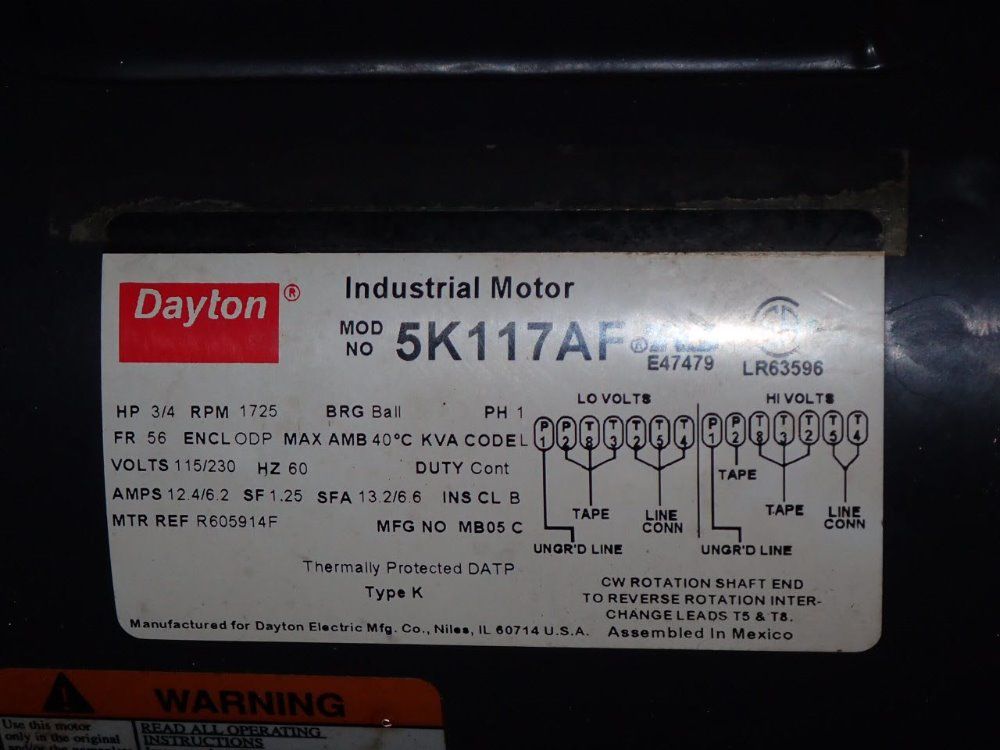 Dayton ®
Industrial Motor
MOD NO 5K117AF ®
E47479 LR63596
HP 3/4 RPM 1725 BRG Ball PH 1
FR 56 ENCL ODP MAX AMB 40°C KVA CODE L
VOLTS 115/230 HZ 60 DUTY Cont
AMPS 12.4/6.2 SF 1.25 SFA 13.2/6.6 INS CL B
MTR REF R605914F MFG NO MB05 C
Thermally Protected DATP
Type K
LO VOLTS HI VOLTS
P1 P2 T8 T3 T2 T5 T4 P1 P2 T8 T3 T2 T5 T4
TAPE
TAPE LINE CONN TAPE LINE CONN
UNGR'D LINE UNGR'D LINE
CW ROTATION SHAFT END
TO REVERSE ROTATION INTER-
CHANGE LEADS T5 & T8.
Manufactured for Dayton Electric Mfg. Co., Niles, IL 60714 U.S.A. Assembled In Mexico
WARNING
Use this motor
only in the original
READ ALL OPERATING
INSTRUCTIONS